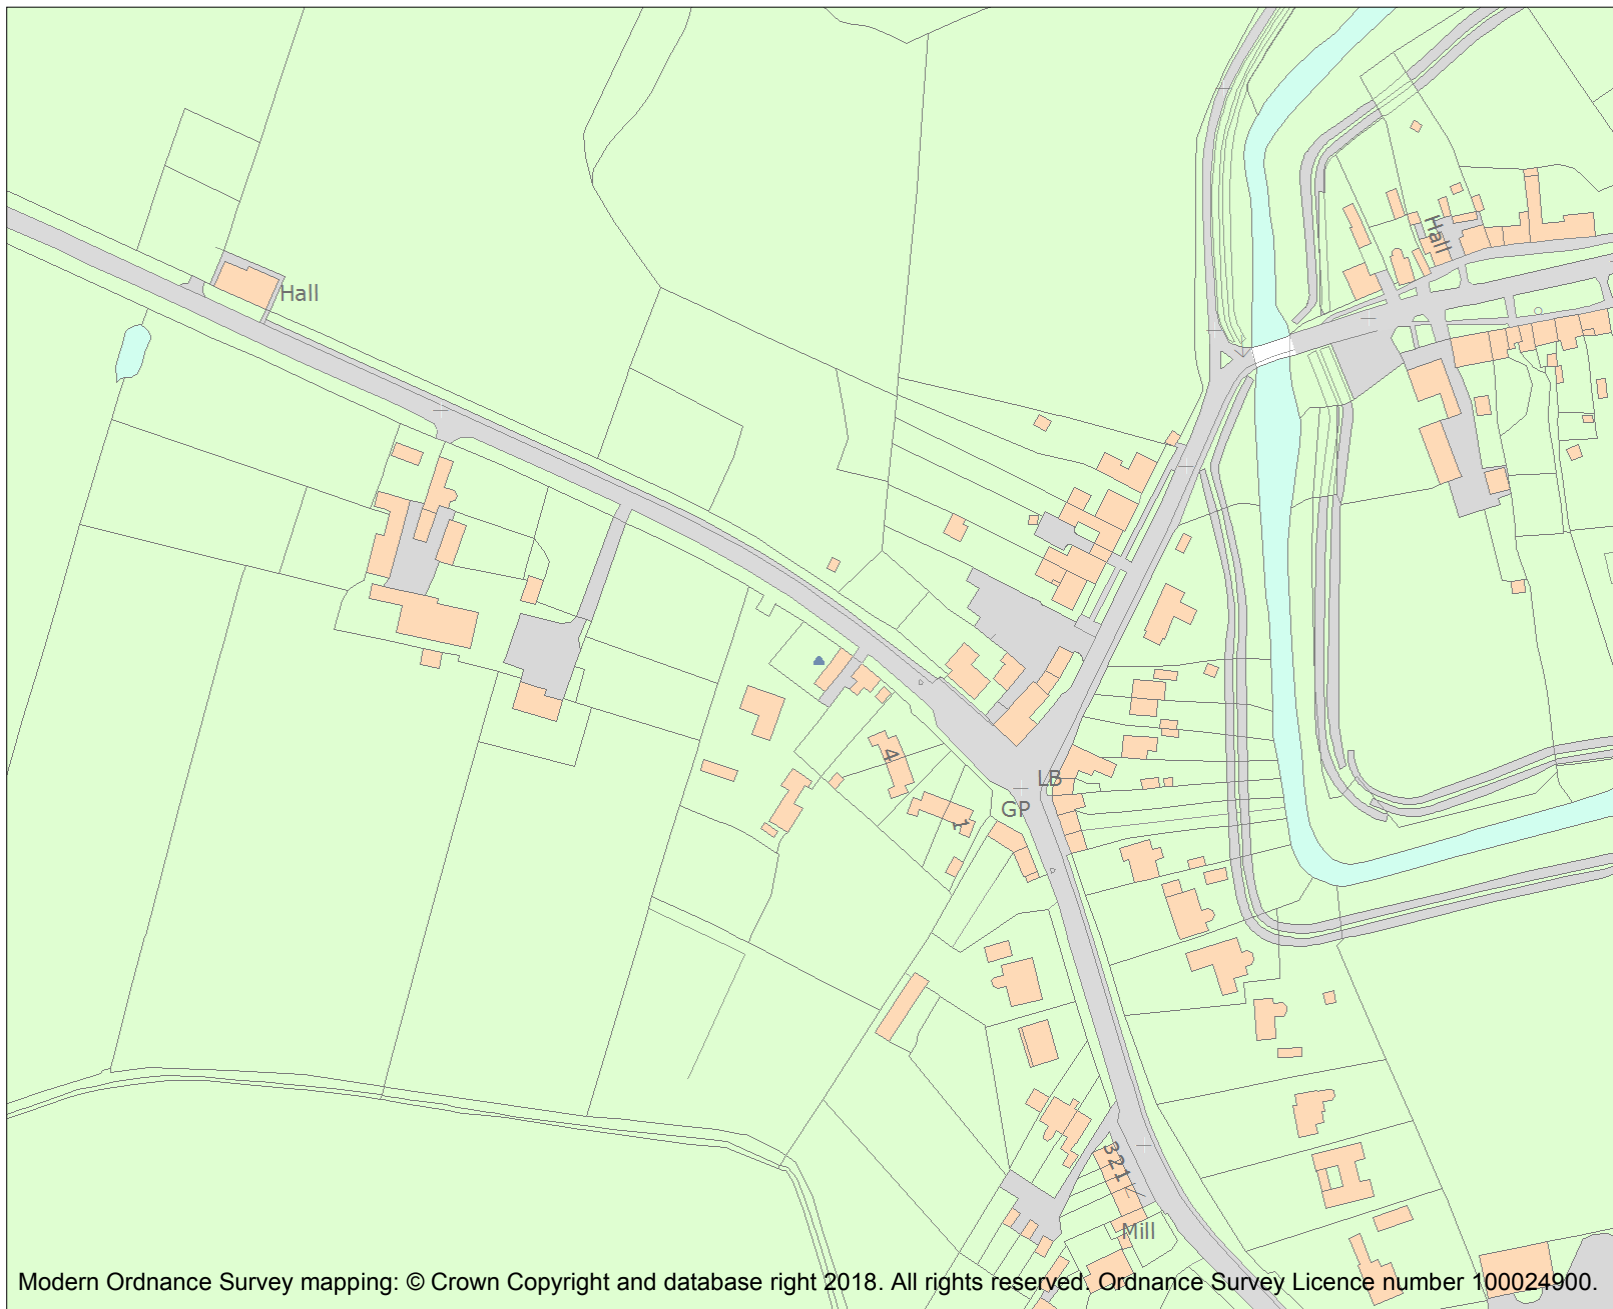 Hall
Hall
4
LB
GP
1
321
Mill
Modern Ordnance Survey mapping: © Crown Copyright and database right 2018. All rights reserved. Ordnance Survey Licence number 100024900.